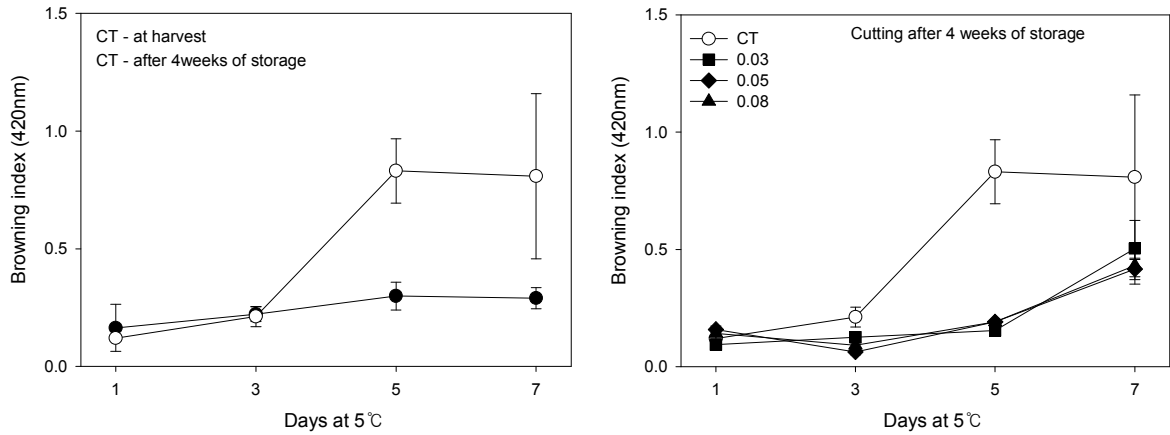 1.5
CT - at harvest
CT - after 4weeks of storage
1.0
0.5
0.0
Browning index (420nm)
1 3 5 7
Days at 5℃
1.5
Cutting after 4 weeks of storage
CT
0.03
0.05
0.08
1.0
0.5
0.0
Browning index (420nm)
1 3 5 7
Days at 5℃